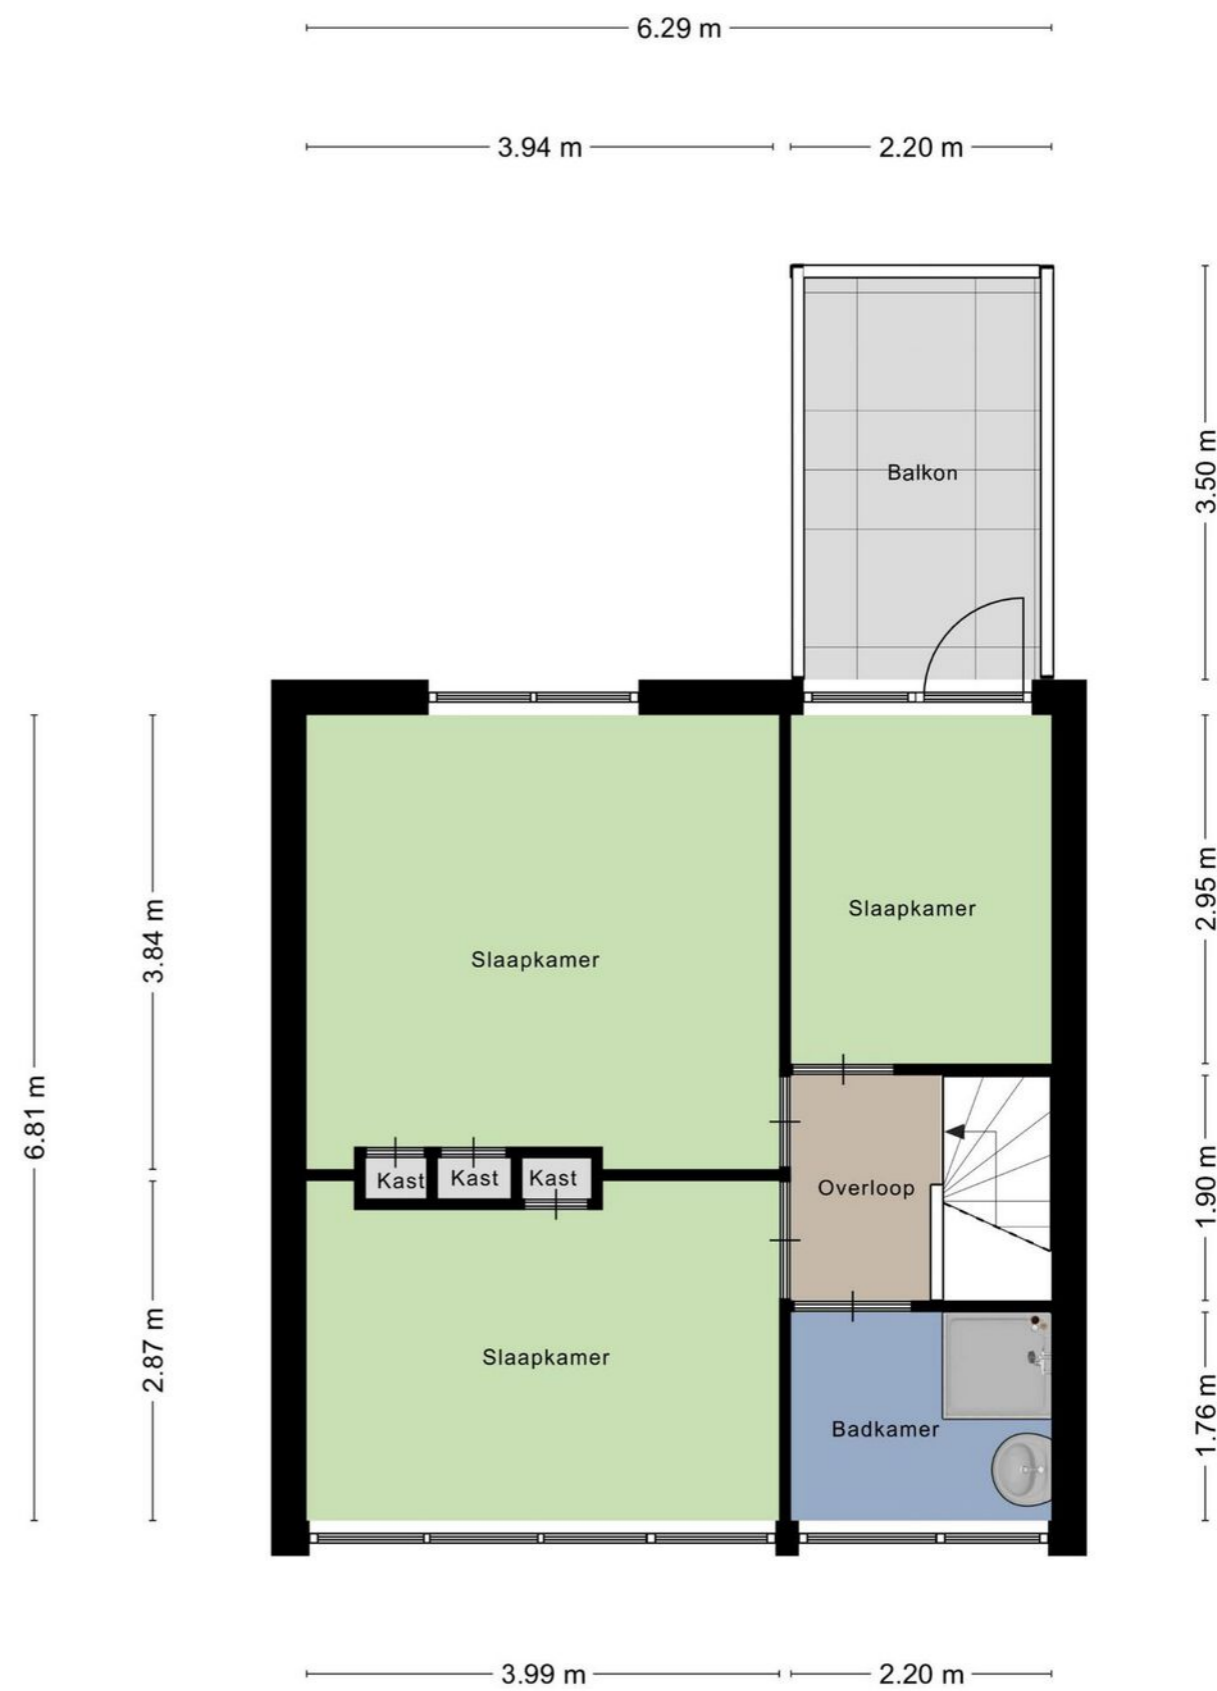 6.29 m
3.94 m
2.20 m
Balkon
3.50 m
Slaapkamer
2.95 m
Slaapkamer
3.84 m
6.81 m
Kast
Kast
Kast
Overloop
1.90 m
Slaapkamer
2.87 m
Badkamer
1.76 m
3.99 m
2.20 m